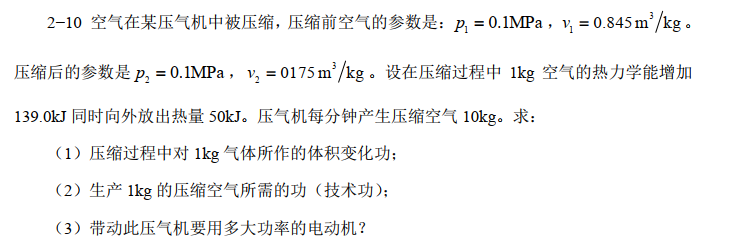 2−10 空气在某压气机中被压缩，压缩前空气的参数是：p₁ = 0.1MPa，v₁ = 0.845 m³/kg。
压缩后的参数是 p₂ = 0.1MPa，v₂ = 0175 m³/kg 。设在压缩过程中 1kg 空气的热力学能增加
139.0kJ 同时向外放出热量 50kJ。压气机每分钟产生压缩空气 10kg。求：
（1）压缩过程中对 1kg 气体所作的体积变化功；
（2）生产 1kg 的压缩空气所需的功（技术功）；
（3）带动此压气机要用多大功率的电动机？